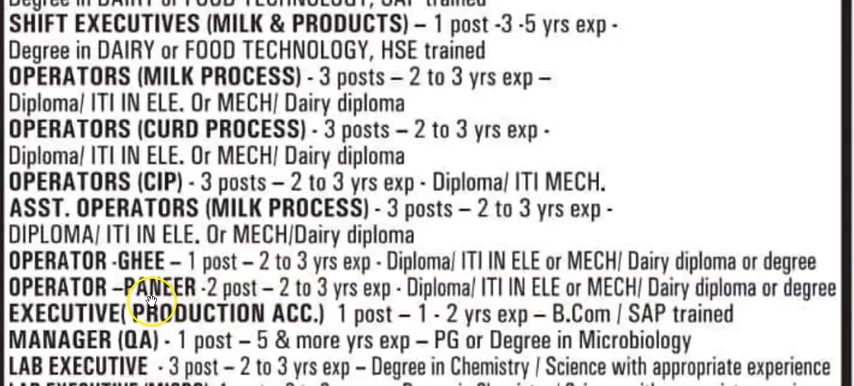 Degree in DAIRY or FOOD TECHNOLOGY, SAP trained
SHIFT EXECUTIVES (MILK & PRODUCTS) – 1 post -3 -5 yrs exp -
Degree in DAIRY or FOOD TECHNOLOGY, HSE trained
OPERATORS (MILK PROCESS) - 3 posts – 2 to 3 yrs exp –
Diploma/ ITI IN ELE. Or MECH/ Dairy diploma
OPERATORS (CURD PROCESS) - 3 posts – 2 to 3 yrs exp -
Diploma/ ITI IN ELE. Or MECH/ Dairy diploma
OPERATORS (CIP) - 3 posts – 2 to 3 yrs exp - Diploma/ ITI MECH.
ASST. OPERATORS (MILK PROCESS) - 3 posts – 2 to 3 yrs exp -
DIPLOMA/ ITI IN ELE. Or MECH/Dairy diploma
OPERATOR -GHEE – 1 post – 2 to 3 yrs exp - Diploma/ ITI IN ELE or MECH/ Dairy diploma or degree
OPERATOR –PANEER -2 post – 2 to 3 yrs exp - Diploma/ ITI IN ELE or MECH/ Dairy diploma or degree
EXECUTIVE( PRODUCTION ACC.) 1 post – 1 - 2 yrs exp – B.Com / SAP trained
MANAGER (QA) - 1 post – 5 & more yrs exp – PG or Degree in Microbiology
LAB EXECUTIVE - 3 post – 2 to 3 yrs exp – Degree in Chemistry / Science with appropriate experience